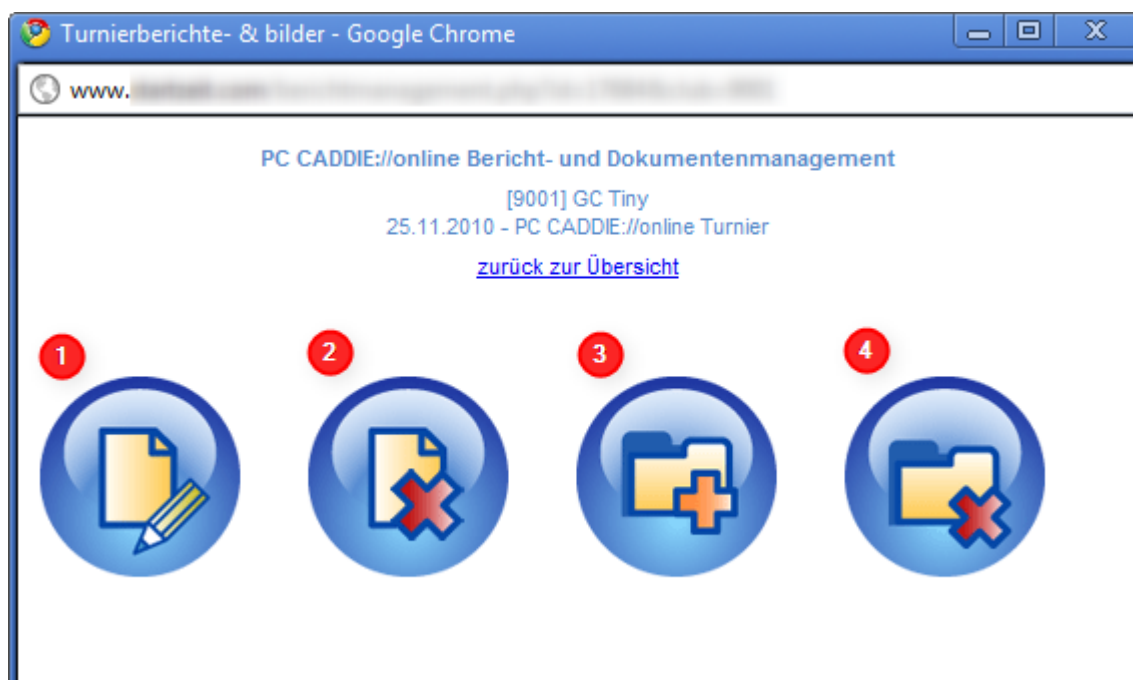 Turnierberichte- & bilder - Google Chrome
www.
PC CADDIE://online Bericht- und Dokumentenmanagement
[9001] GC Tiny
25.11.2010 - PC CADDIE://online Turnier
zurück zur Übersicht
1 2 3 4